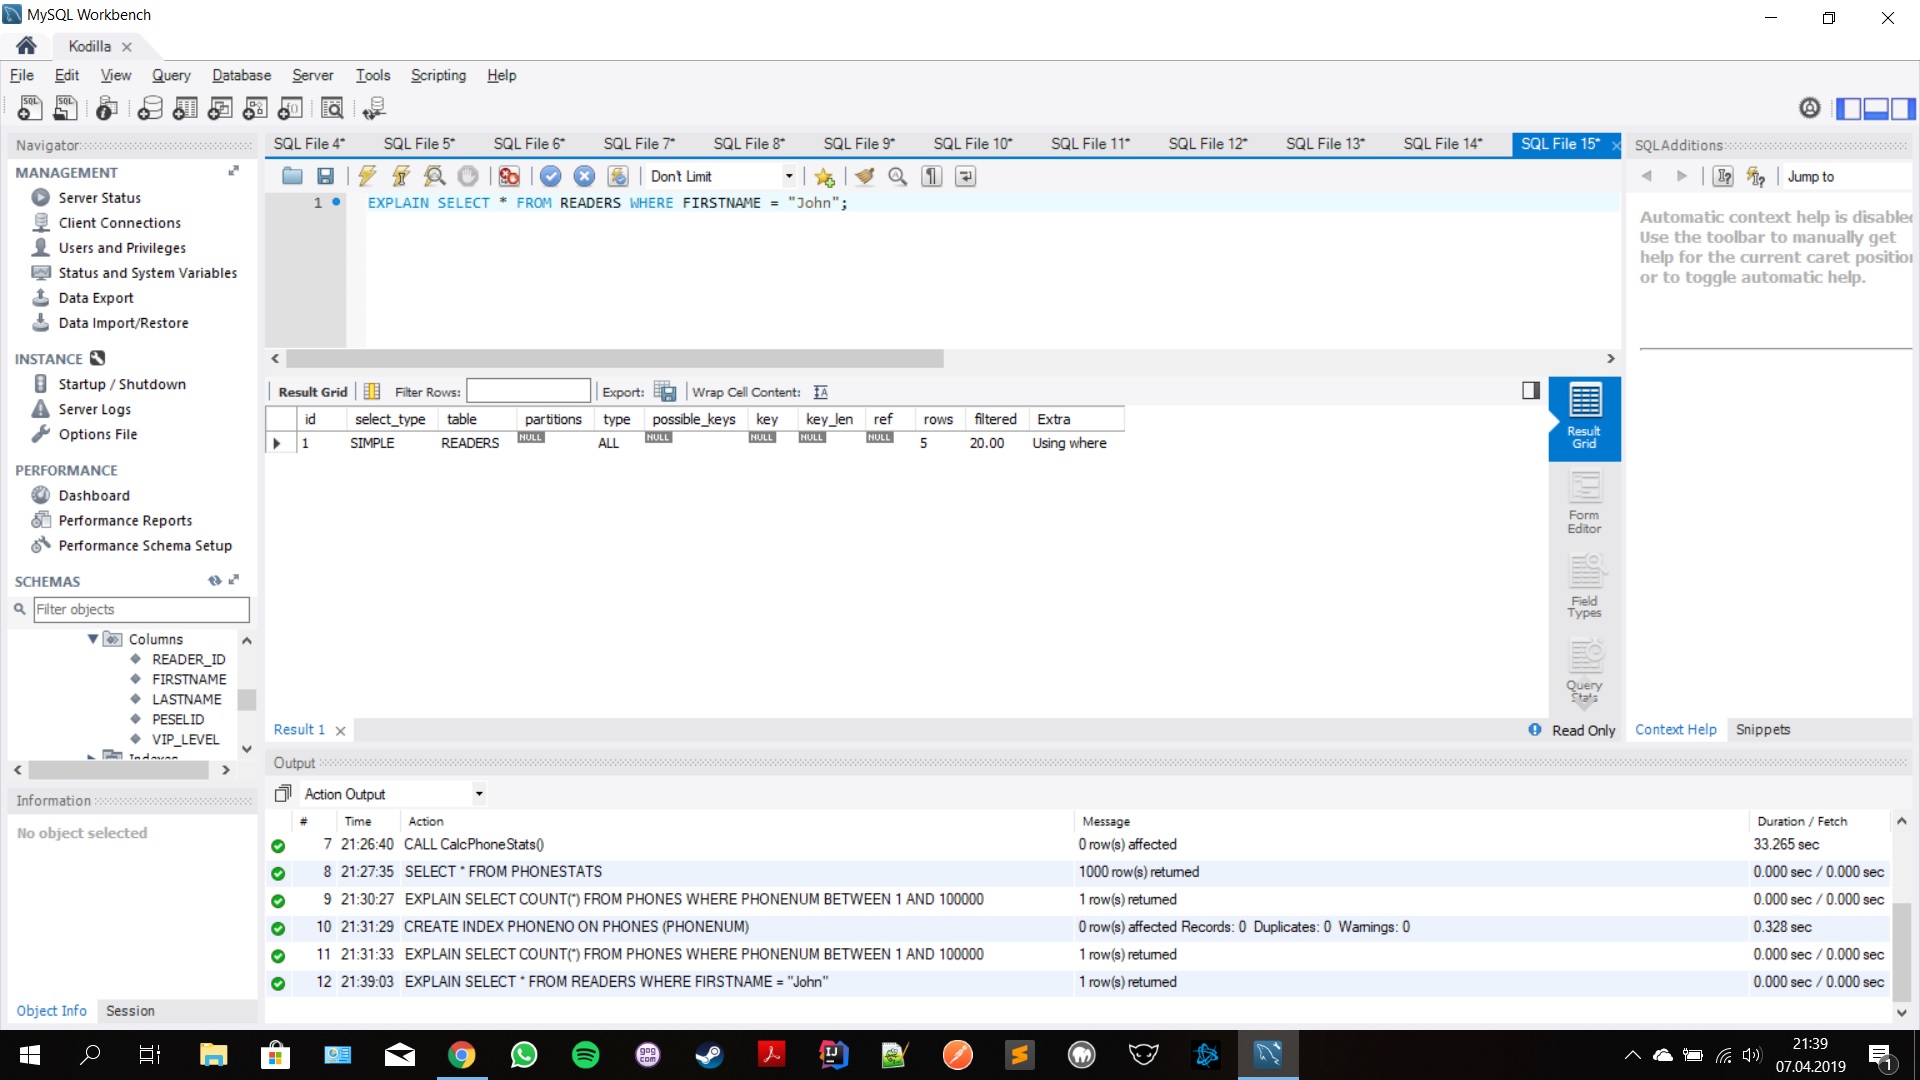 MySQL Workbench
Kodilla
File Edit View Query Database Server Tools Scripting Help
Navigator
MANAGEMENT
Server Status
Client Connections
Users and Privileges
Status and System Variables
Data Export
Data Import/Restore
INSTANCE
Startup / Shutdown
Server Logs
Options File
PERFORMANCE
Dashboard
Performance Reports
Performance Schema Setup
SCHEMAS
Filter objects
Columns
READER_ID
FIRSTNAME
LASTNAME
PESELID
VIP_LEVEL
Indexes
Information
No object selected
Object Info Session
SQL File 4* SQL File 5* SQL File 6* SQL File 7* SQL File 8* SQL File 9* SQL File 10* SQL File 11* SQL File 12* SQL File 13* SQL File 14* SQL File 15*
Don't Limit
1 EXPLAIN SELECT * FROM READERS WHERE FIRSTNAME = "John";
Result Grid Filter Rows: Export: Wrap Cell Content:
id select_type table partitions type possible_keys key key_len ref rows filtered Extra
1 SIMPLE READERS NULL ALL NULL NULL NULL NULL 5 20.00 Using where
Result Grid
Form Editor
Field Types
Query Stats
Result 1 Read Only
SQLAdditions
Jump to
Automatic context help is disabled
Use the toolbar to manually get
help for the current caret position
or to toggle automatic help.
Context Help Snippets
Output
Action Output
# Time Action Message Duration / Fetch
7 21:26:40 CALL CalcPhoneStats() 0 row(s) affected 33.265 sec
8 21:27:35 SELECT * FROM PHONESTATS 1000 row(s) returned 0.000 sec / 0.000 sec
9 21:30:27 EXPLAIN SELECT COUNT(*) FROM PHONES WHERE PHONENUM BETWEEN 1 AND 100000 1 row(s) returned 0.000 sec / 0.000 sec
10 21:31:29 CREATE INDEX PHONENO ON PHONES (PHONENUM) 0 row(s) affected Records: 0 Duplicates: 0 Warnings: 0 0.328 sec
11 21:31:33 EXPLAIN SELECT COUNT(*) FROM PHONES WHERE PHONENUM BETWEEN 1 AND 100000 1 row(s) returned 0.000 sec / 0.000 sec
12 21:39:03 EXPLAIN SELECT * FROM READERS WHERE FIRSTNAME = "John" 1 row(s) returned 0.000 sec / 0.000 sec
21:39
07.04.2019
1